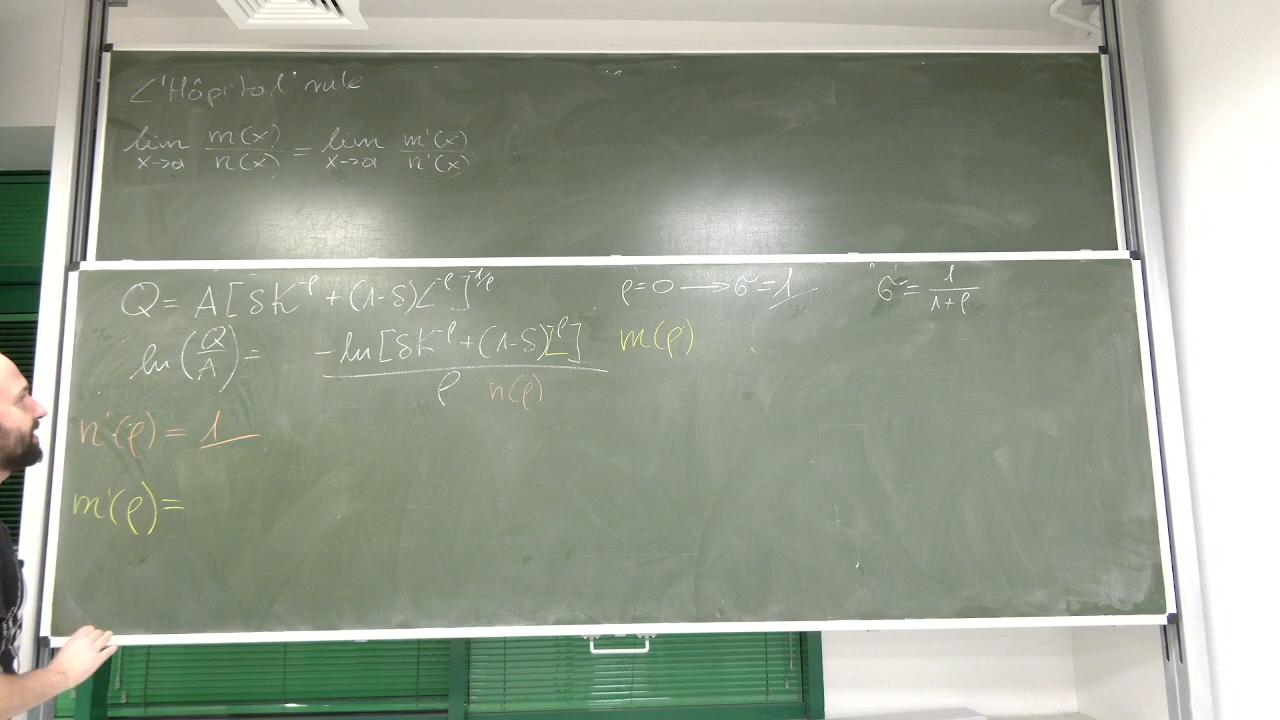 L'Hôpital' rule
lim x→a m(x)/n(x) = lim x→a m'(x)/n'(x)
Q = A[δK^-ρ + (1-δ)L^-ρ]^-1/ρ ρ=0 → σ=1 σ = 1/(1+ρ)
ln(Q/A) = -ln[δK^-ρ + (1-δ)L^-ρ] / ρ m(ρ) n(ρ)
n'(ρ) = 1
m'(ρ) =